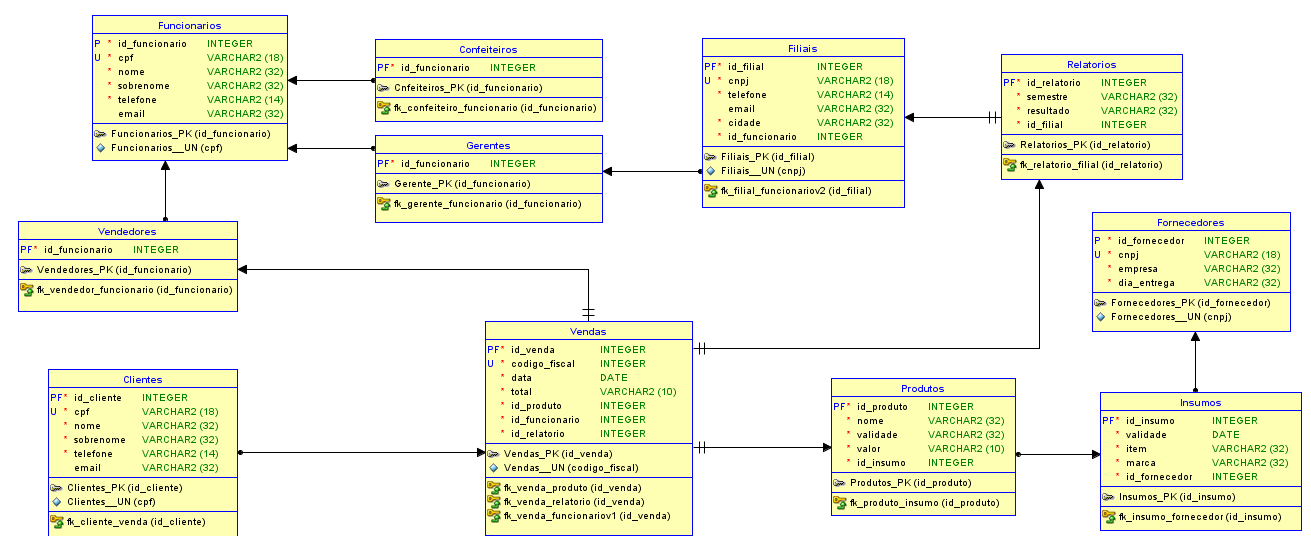 Funcionarios
P * id_funcionario INTEGER
U * cpf VARCHAR2 (18)
* nome VARCHAR2 (32)
* sobrenome VARCHAR2 (32)
* telefone VARCHAR2 (14)
email VARCHAR2 (32)
Funcionarios_PK (id_funcionario)
Funcionarios__UN (cpf)
Confeiteiros
PF* id_funcionario INTEGER
Cnfeiteiros_PK (id_funcionario)
fk_confeiteiro_funcionario (id_funcionario)
Gerentes
PF* id_funcionario INTEGER
Gerente_PK (id_funcionario)
fk_gerente_funcionario (id_funcionario)
Filiais
PF* id_filial INTEGER
U * cnpj VARCHAR2 (18)
* telefone VARCHAR2 (14)
email VARCHAR2 (32)
* cidade VARCHAR2 (32)
* id_funcionario INTEGER
Filiais_PK (id_filial)
Filiais__UN (cnpj)
fk_filial_funcionariov2 (id_filial)
Relatorios
PF* id_relatorio INTEGER
* semestre VARCHAR2 (32)
* resultado VARCHAR2 (32)
* id_filial INTEGER
Relatorios_PK (id_relatorio)
fk_relatorio_filial (id_relatorio)
Vendedores
PF* id_funcionario INTEGER
Vendedores_PK (id_funcionario)
fk_vendedor_funcionario (id_funcionario)
Fornecedores
P * id_fornecedor INTEGER
U * cnpj VARCHAR2 (18)
* empresa VARCHAR2 (32)
* dia_entrega VARCHAR2 (32)
Fornecedores_PK (id_fornecedor)
Fornecedores__UN (cnpj)
Clientes
PF* id_cliente INTEGER
U * cpf VARCHAR2 (18)
* nome VARCHAR2 (32)
* sobrenome VARCHAR2 (32)
* telefone VARCHAR2 (14)
email VARCHAR2 (32)
Clientes_PK (id_cliente)
Clientes__UN (cpf)
fk_cliente_venda (id_cliente)
Vendas
PF* id_venda INTEGER
U * codigo_fiscal INTEGER
* data DATE
* total VARCHAR2 (10)
* id_produto INTEGER
* id_funcionario INTEGER
* id_relatorio INTEGER
Vendas_PK (id_venda)
Vendas__UN (codigo_fiscal)
fk_venda_produto (id_venda)
fk_venda_relatorio (id_venda)
fk_venda_funcionariov1 (id_venda)
Produtos
PF* id_produto INTEGER
* nome VARCHAR2 (32)
* validade VARCHAR2 (32)
* valor VARCHAR2 (10)
* id_insumo INTEGER
Produtos_PK (id_produto)
fk_produto_insumo (id_produto)
Insumos
PF* id_insumo INTEGER
* validade DATE
* item VARCHAR2 (32)
* marca VARCHAR2 (32)
* id_fornecedor INTEGER
Insumos_PK (id_insumo)
fk_insumo_fornecedor (id_insumo)